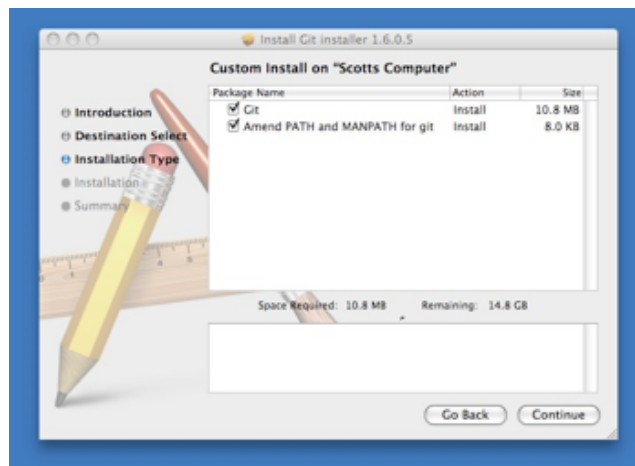 Install Git installer 1.6.0.5
Custom Install on "Scotts Computer"
Introduction
Destination Select
Installation Type
Installation
Summary
Package Name Action Size
Git Install 10.8 MB
Amend PATH and MANPATH for git Install 8.0 KB
Space Required: 10.8 MB Remaining: 14.8 GB
Go Back Continue